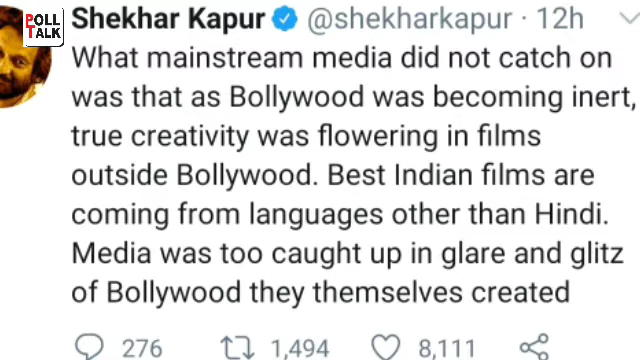 POLL
TALK
Shekhar Kapur @shekharkapur · 12h
What mainstream media did not catch on
was that as Bollywood was becoming inert,
true creativity was flowering in films
outside Bollywood. Best Indian films are
coming from languages other than Hindi.
Media was too caught up in glare and glitz
of Bollywood they themselves created
276 1,494 8,111